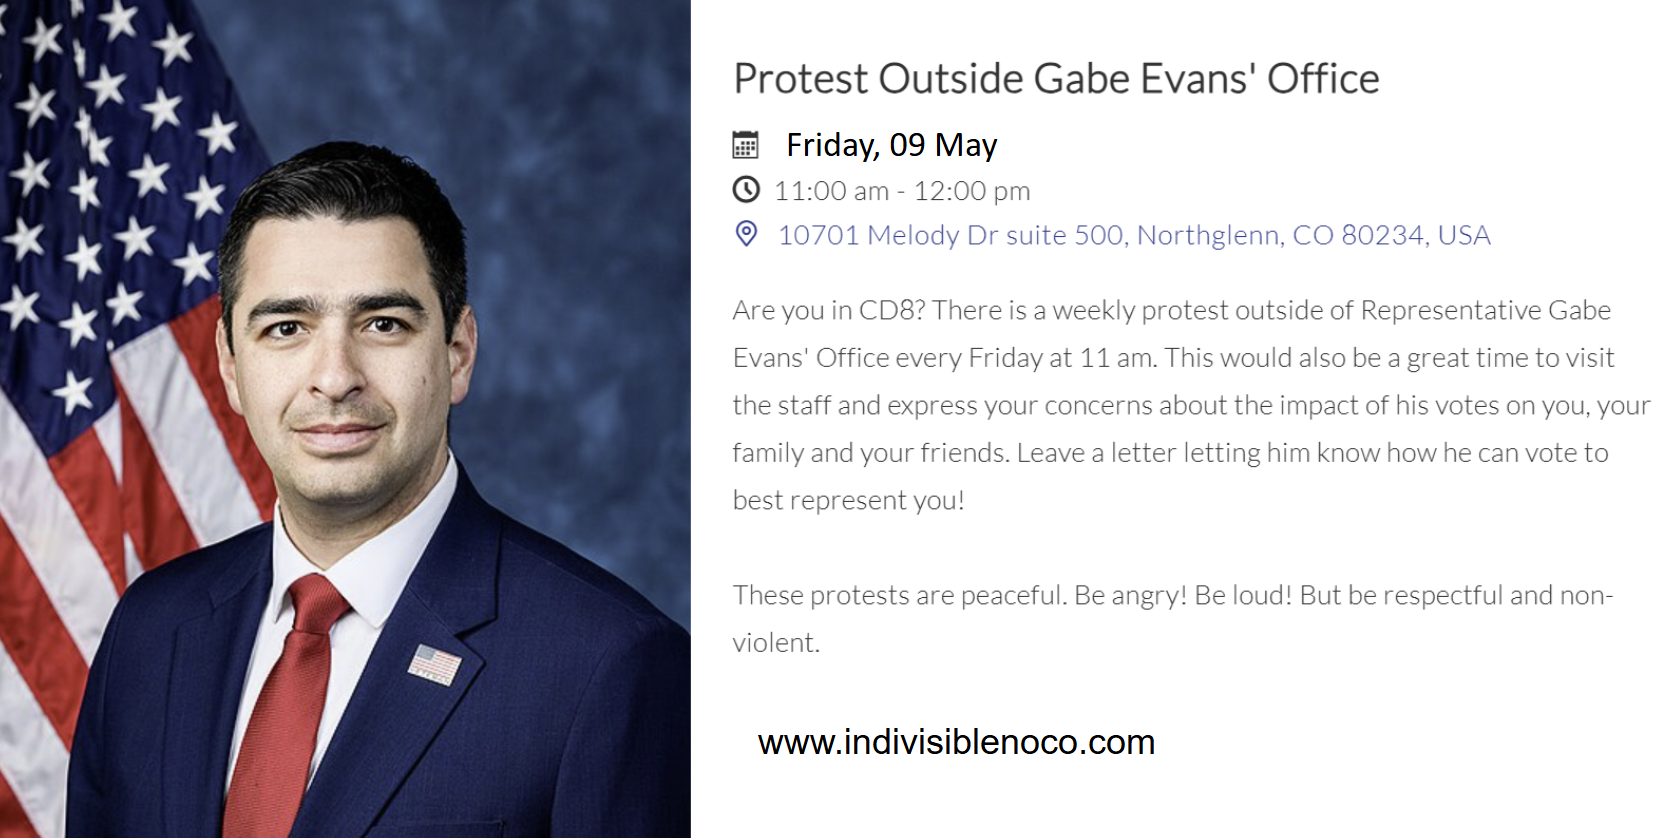 Protest Outside Gabe Evans' Office
Friday, 09 May
11:00 am - 12:00 pm
10701 Melody Dr suite 500, Northglenn, CO 80234, USA
Are you in CD8? There is a weekly protest outside of Representative Gabe
Evans' Office every Friday at 11 am. This would also be a great time to visit
the staff and express your concerns about the impact of his votes on you, your
family and your friends. Leave a letter letting him know how he can vote to
best represent you!
These protests are peaceful. Be angry! Be loud! But be respectful and non-
violent.
www.indivisiblenoco.com